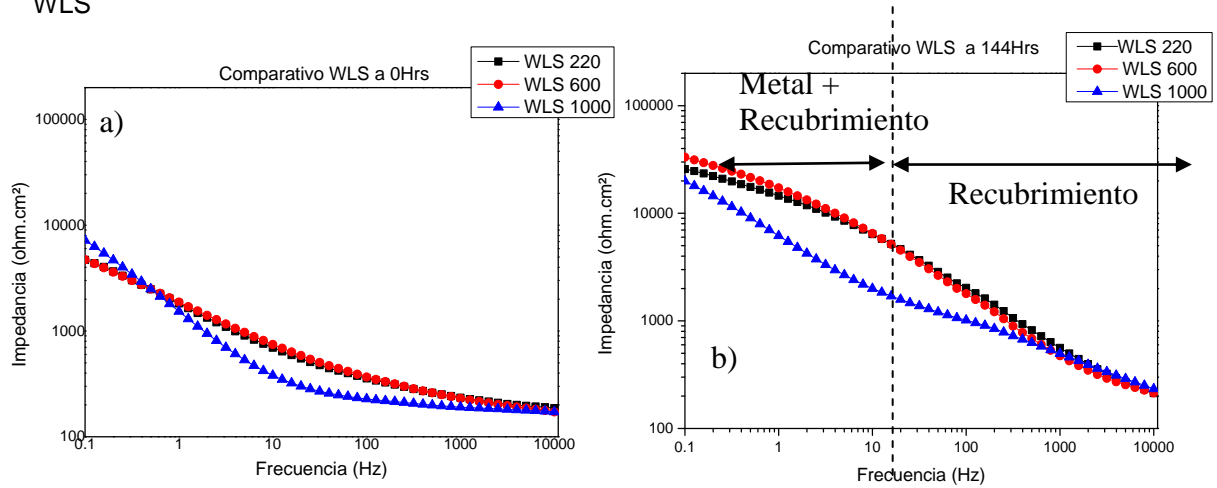 WLS
Comparativo WLS a 0Hrs
WLS 220
WLS 600
WLS 1000
a)
100000
10000
1000
100
0.1
1
10
100
1000
10000
Impedancia (ohm.cm²)
Frecuencia (Hz)
Comparativo WLS a 144Hrs
WLS 220
WLS 600
WLS 1000
Metal +
Recubrimiento
Recubrimiento
b)
100000
10000
1000
100
0.1
1
10
100
1000
10000
Impedancia (ohm.cm²)
Frecuencia (Hz)